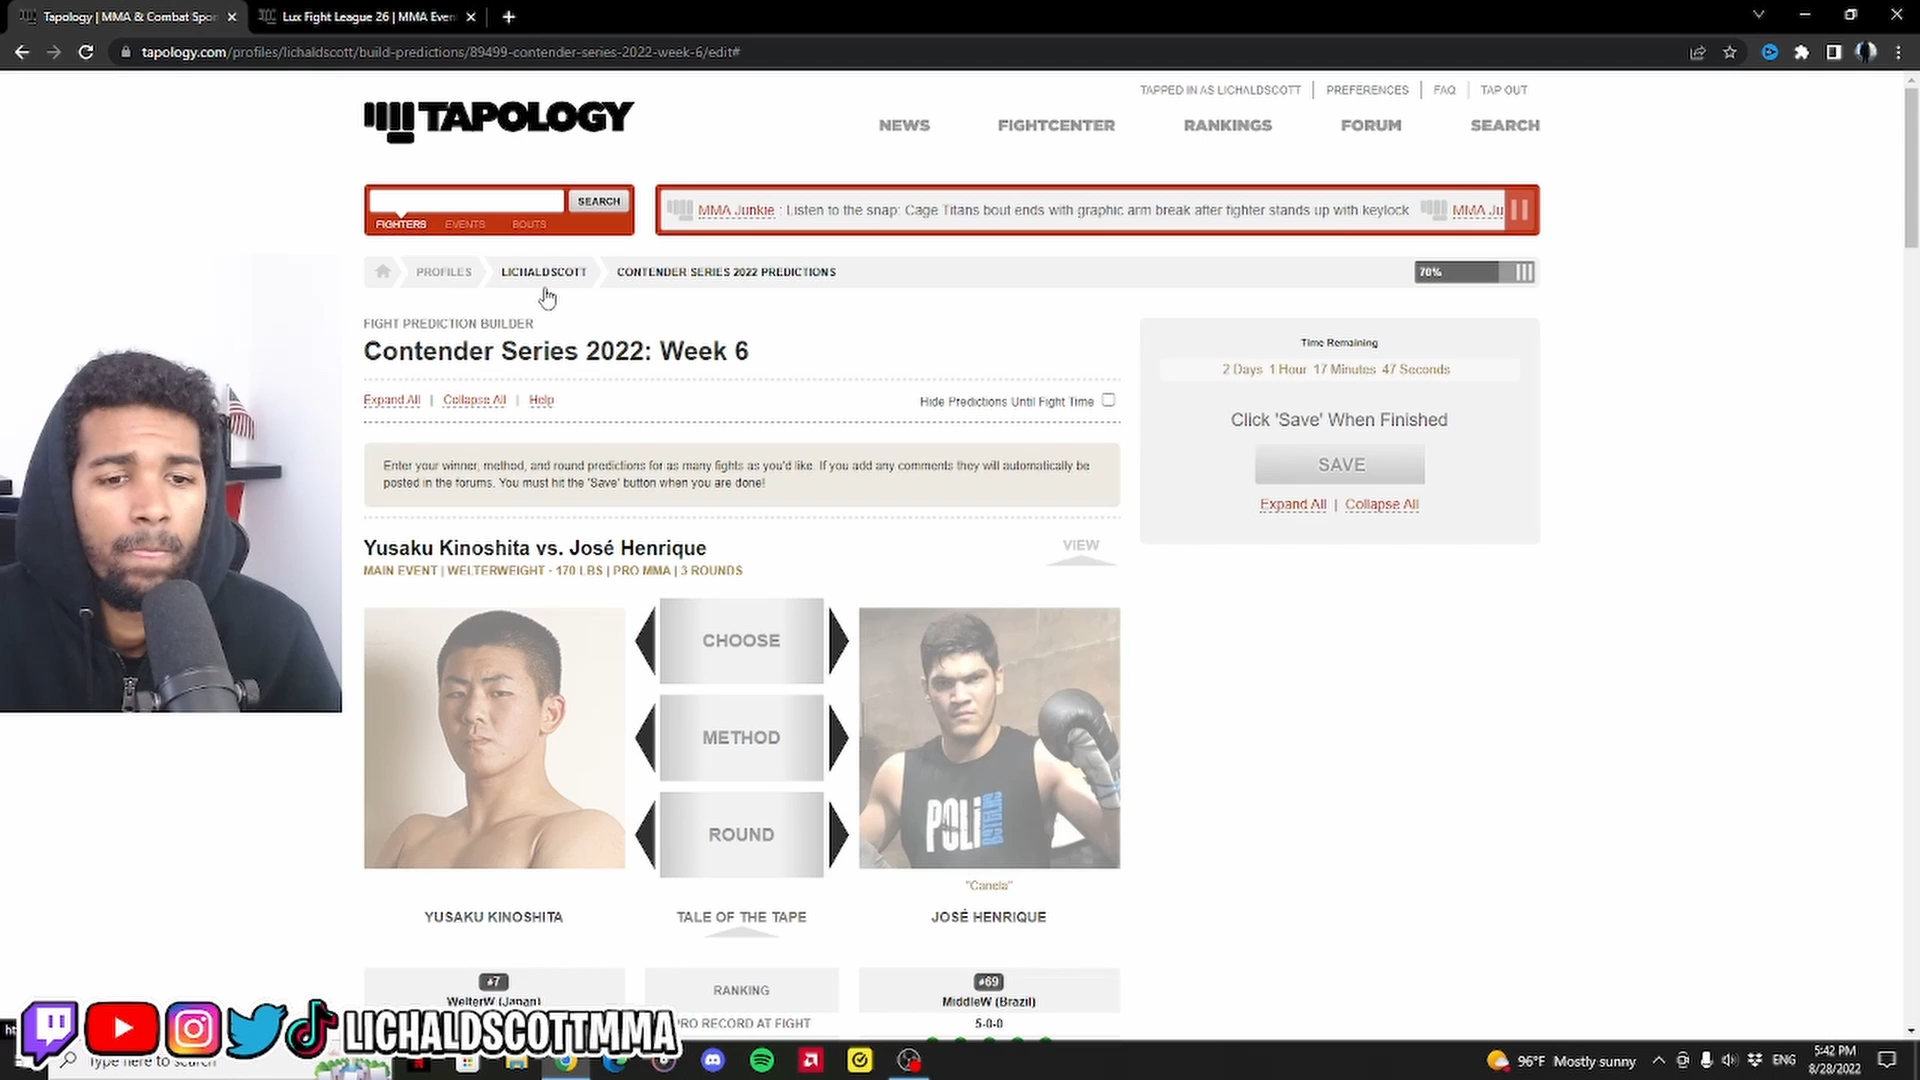 Tapology | MMA & Combat Spor
Lux Fight League 26 | MMA Even
tapology.com/profiles/lichaldscott/build-predictions/89499-contender-series-2022-week-6/edit#
TAPPED IN AS LICHALDSCOTT
PREFERENCES
FAQ
TAP OUT
TAPOLOGY
NEWS
FIGHTCENTER
RANKINGS
FORUM
SEARCH
SEARCH
FIGHTERS
EVENTS
BOUTS
MMA Junkie : Listen to the snap: Cage Titans bout ends with graphic arm break after fighter stands up with keylock
MMA Ju
PROFILES
LICHALDSCOTT
CONTENDER SERIES 2022 PREDICTIONS
70%
FIGHT PREDICTION BUILDER
Contender Series 2022: Week 6
Expand All | Collapse All | Help
Hide Predictions Until Fight Time
Time Remaining
2 Days 1 Hour 17 Minutes 47 Seconds
Click 'Save' When Finished
SAVE
Expand All | Collapse All
Enter your winner, method, and round predictions for as many fights as you'd like. If you add any comments they will automatically be
posted in the forums. You must hit the 'Save' button when you are done!
Yusaku Kinoshita vs. José Henrique
MAIN EVENT | WELTERWEIGHT · 170 LBS | PRO MMA | 3 ROUNDS
VIEW
CHOOSE
METHOD
ROUND
POLI
"Canela"
YUSAKU KINOSHITA
TALE OF THE TAPE
JOSÉ HENRIQUE
#7
WelterW (Japan)
RANKING
#69
MiddleW (Brazil)
PRO RECORD AT FIGHT
5-0-0
LICHALDSCOTTMMA
Type here to search
96°F Mostly sunny
ENG
5:42 PM
8/28/2022